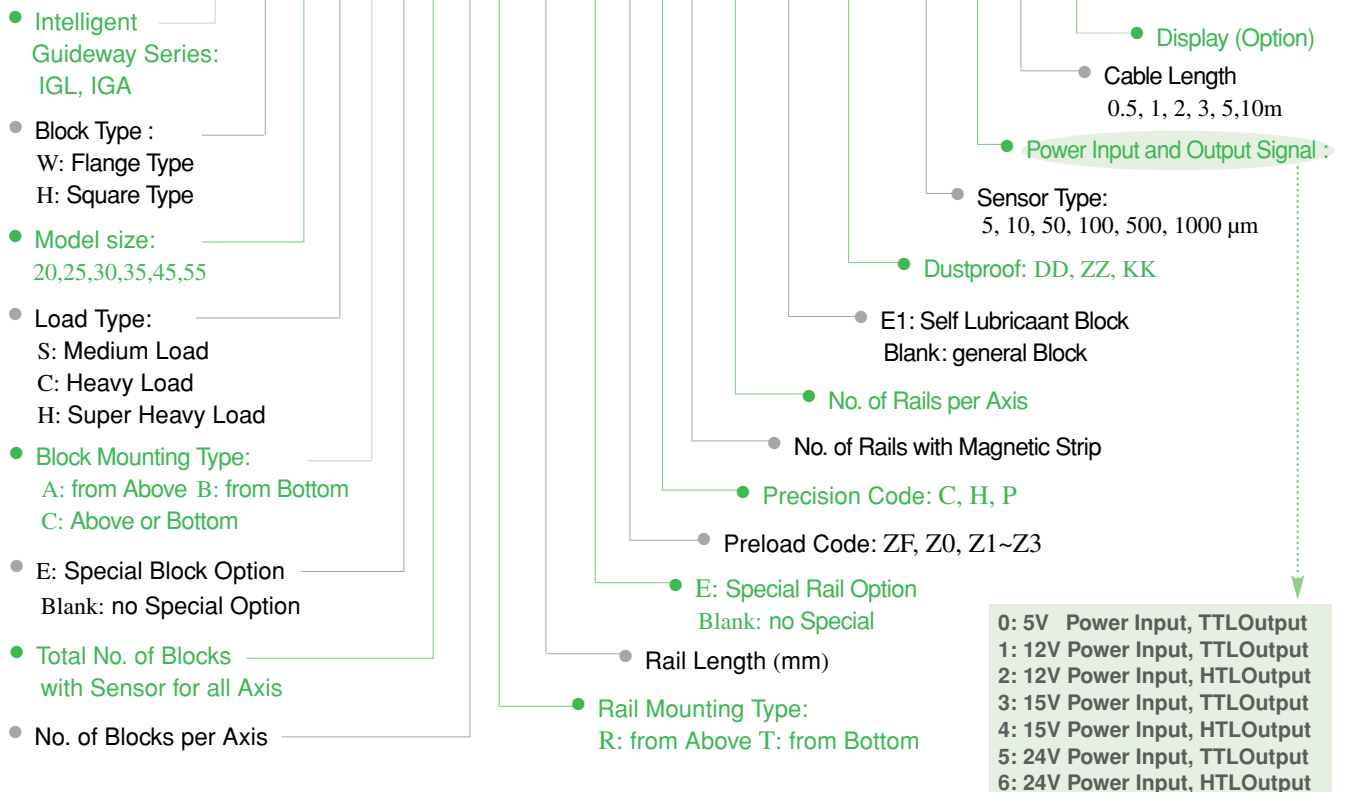 Intelligent
Guideway Series:
IGL, IGA
Block Type :
W: Flange Type
H: Square Type
Model size:
20,25,30,35,45,55
Load Type:
S: Medium Load
C: Heavy Load
H: Super Heavy Load
Block Mounting Type:
A: from Above B: from Bottom
C: Above or Bottom
E: Special Block Option
Blank: no Special Option
Total No. of Blocks
with Sensor for all Axis
No. of Blocks per Axis
Display (Option)
Cable Length
0.5, 1, 2, 3, 5,10m
Power Input and Output Signal :
Sensor Type:
5, 10, 50, 100, 500, 1000 µm
Dustproof: DD, ZZ, KK
E1: Self Lubricaant Block
Blank: general Block
No. of Rails per Axis
No. of Rails with Magnetic Strip
Precision Code: C, H, P
Preload Code: ZF, Z0, Z1~Z3
E: Special Rail Option
Blank: no Special
Rail Length (mm)
Rail Mounting Type:
R: from Above T: from Bottom
0: 5V Power Input, TTLOutput
1: 12V Power Input, TTLOutput
2: 12V Power Input, HTLOutput
3: 15V Power Input, TTLOutput
4: 15V Power Input, HTLOutput
5: 24V Power Input, TTLOutput
6: 24V Power Input, HTLOutput